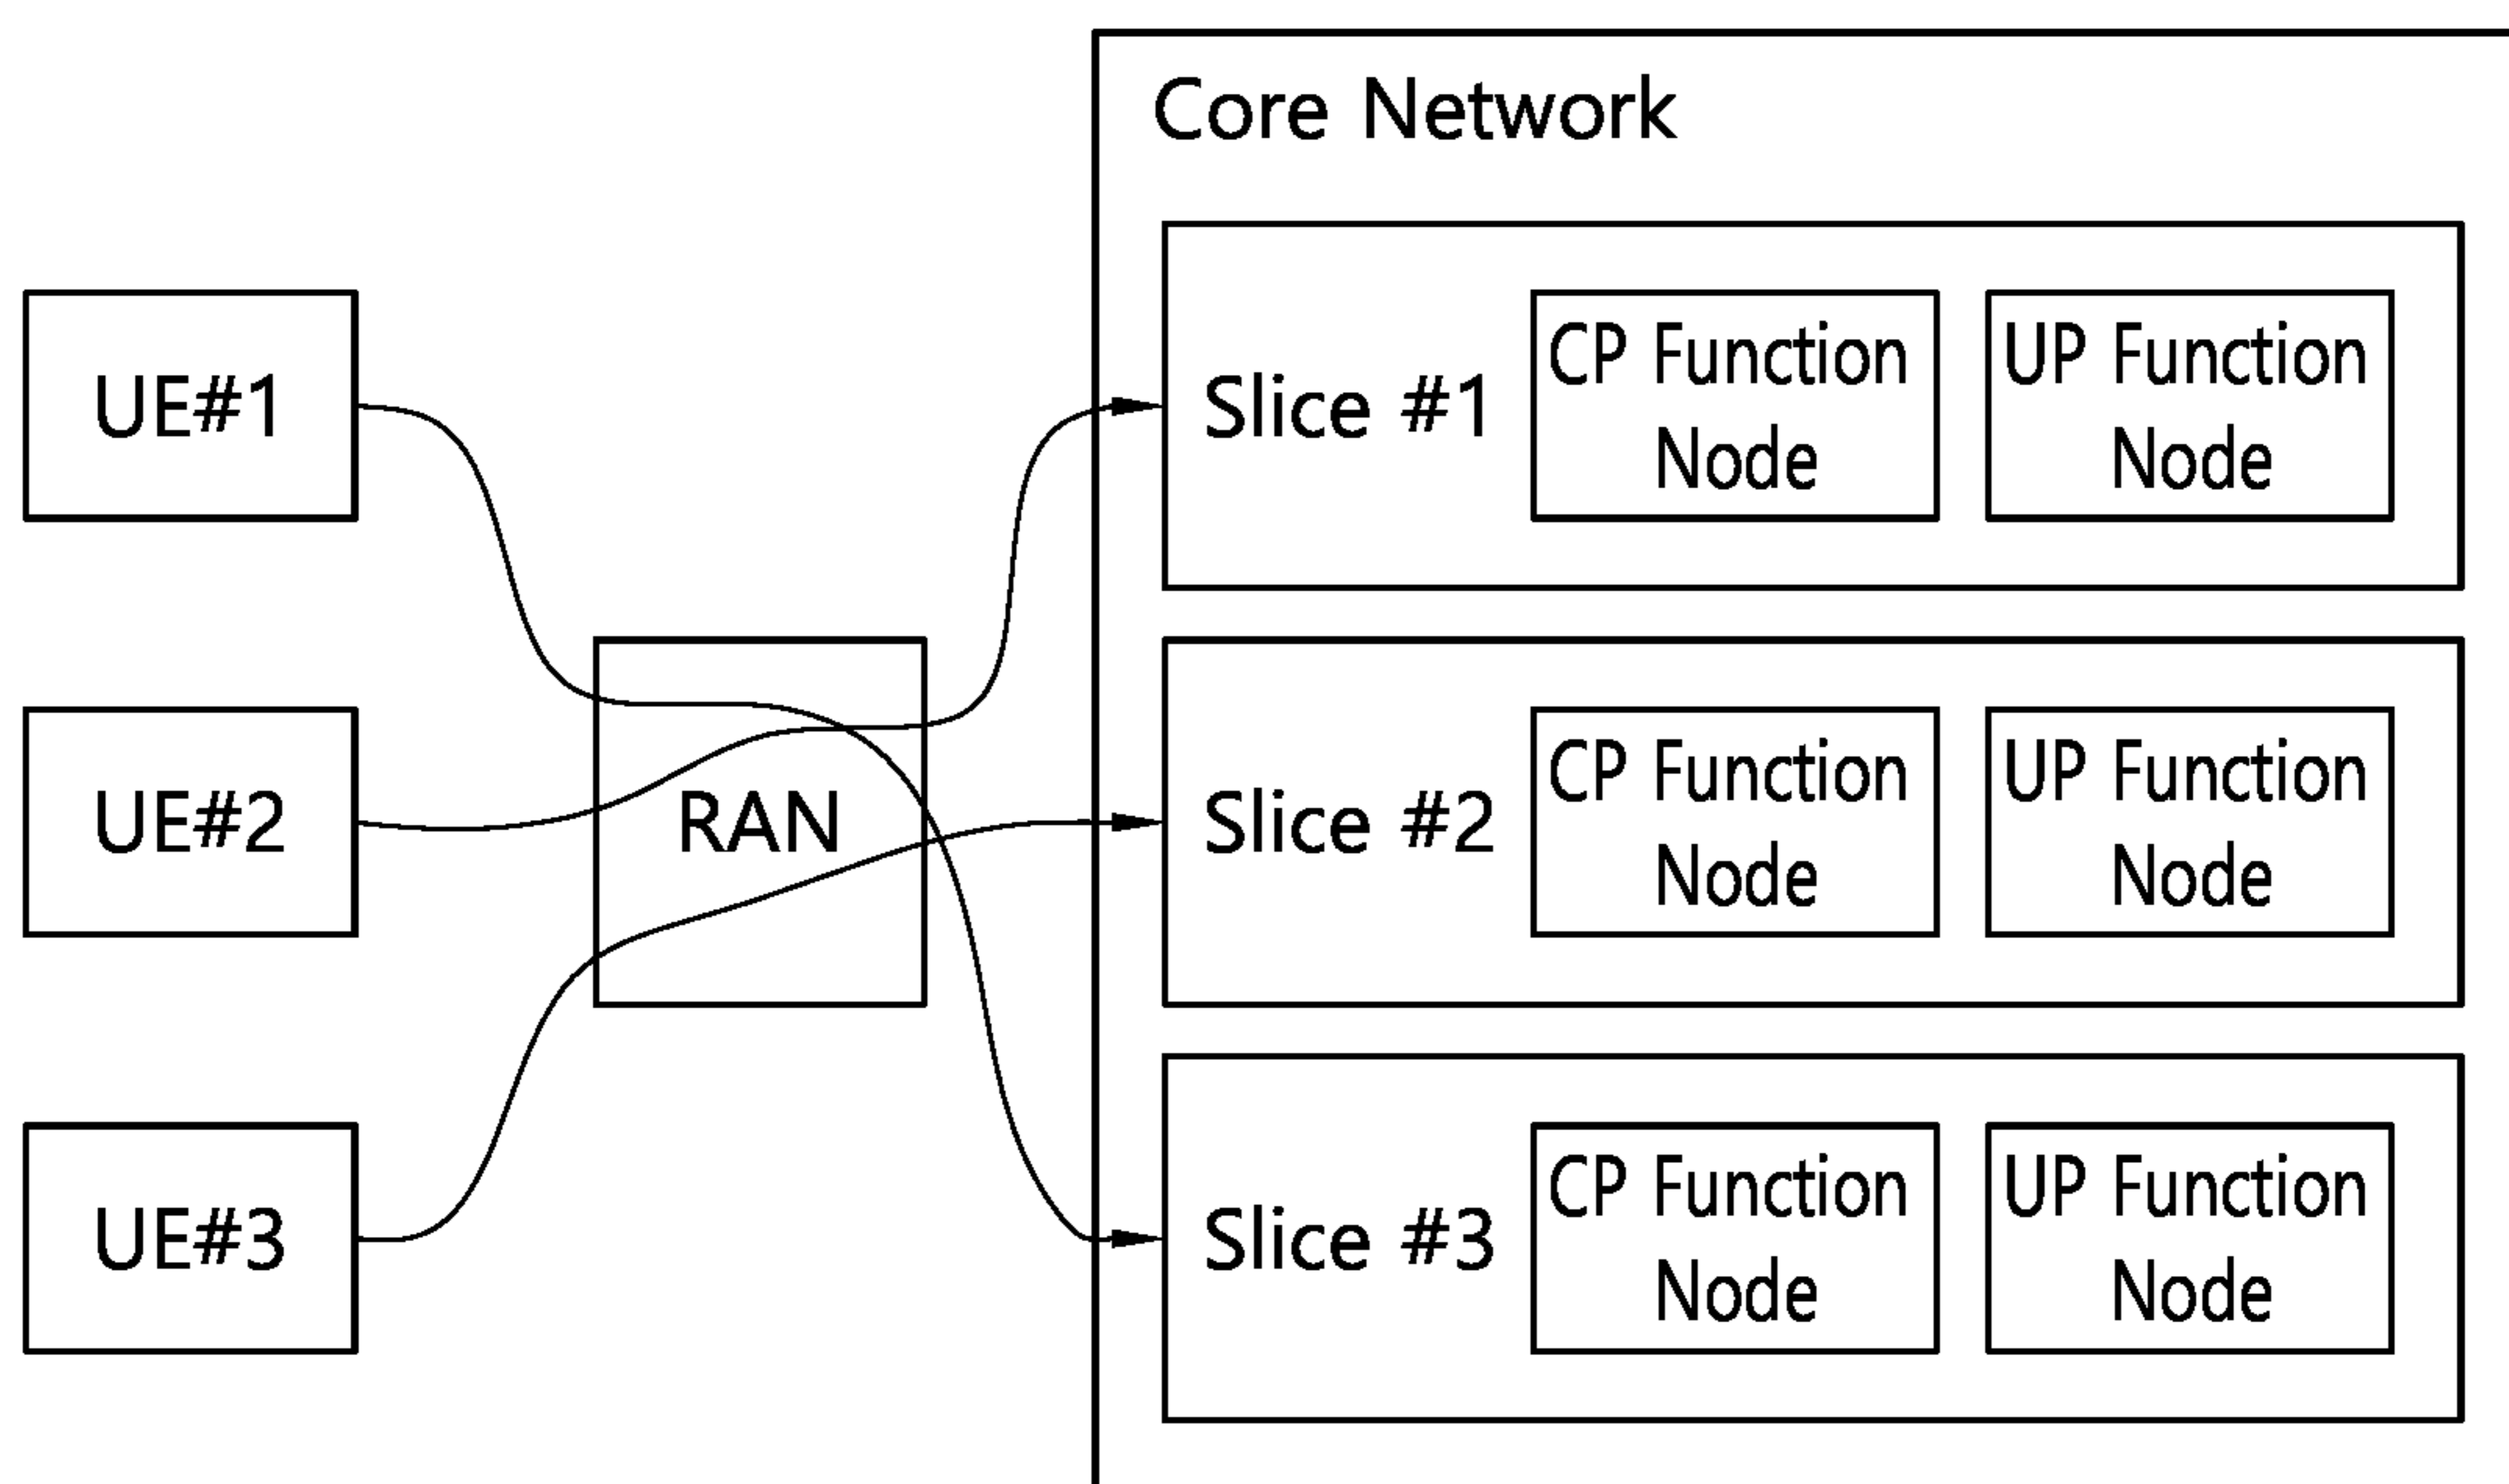 Core Network
UE#1
Slice #1
CP Function
Node
UP Function
Node
UE#2
RAN
Slice #2
CP Function
Node
UP Function
Node
UE#3
Slice #3
CP Function
Node
UP Function
Node